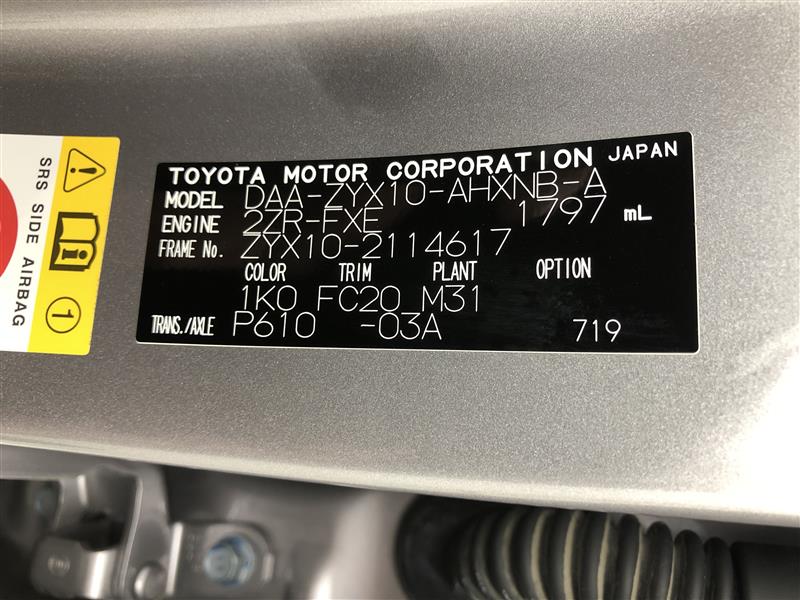 TOYOTA MOTOR CORPORATION JAPAN
MODEL DAA-ZYX10-AHXNB-A
ENGINE 2ZR-FXE 1797 mL
FRAME No. ZYX10-2114617
COLOR TRIM PLANT OPTION
1K0 FC20 M31
TRANS./AXLE P610 -03A 719
SRS SIDE AIRBAG
1